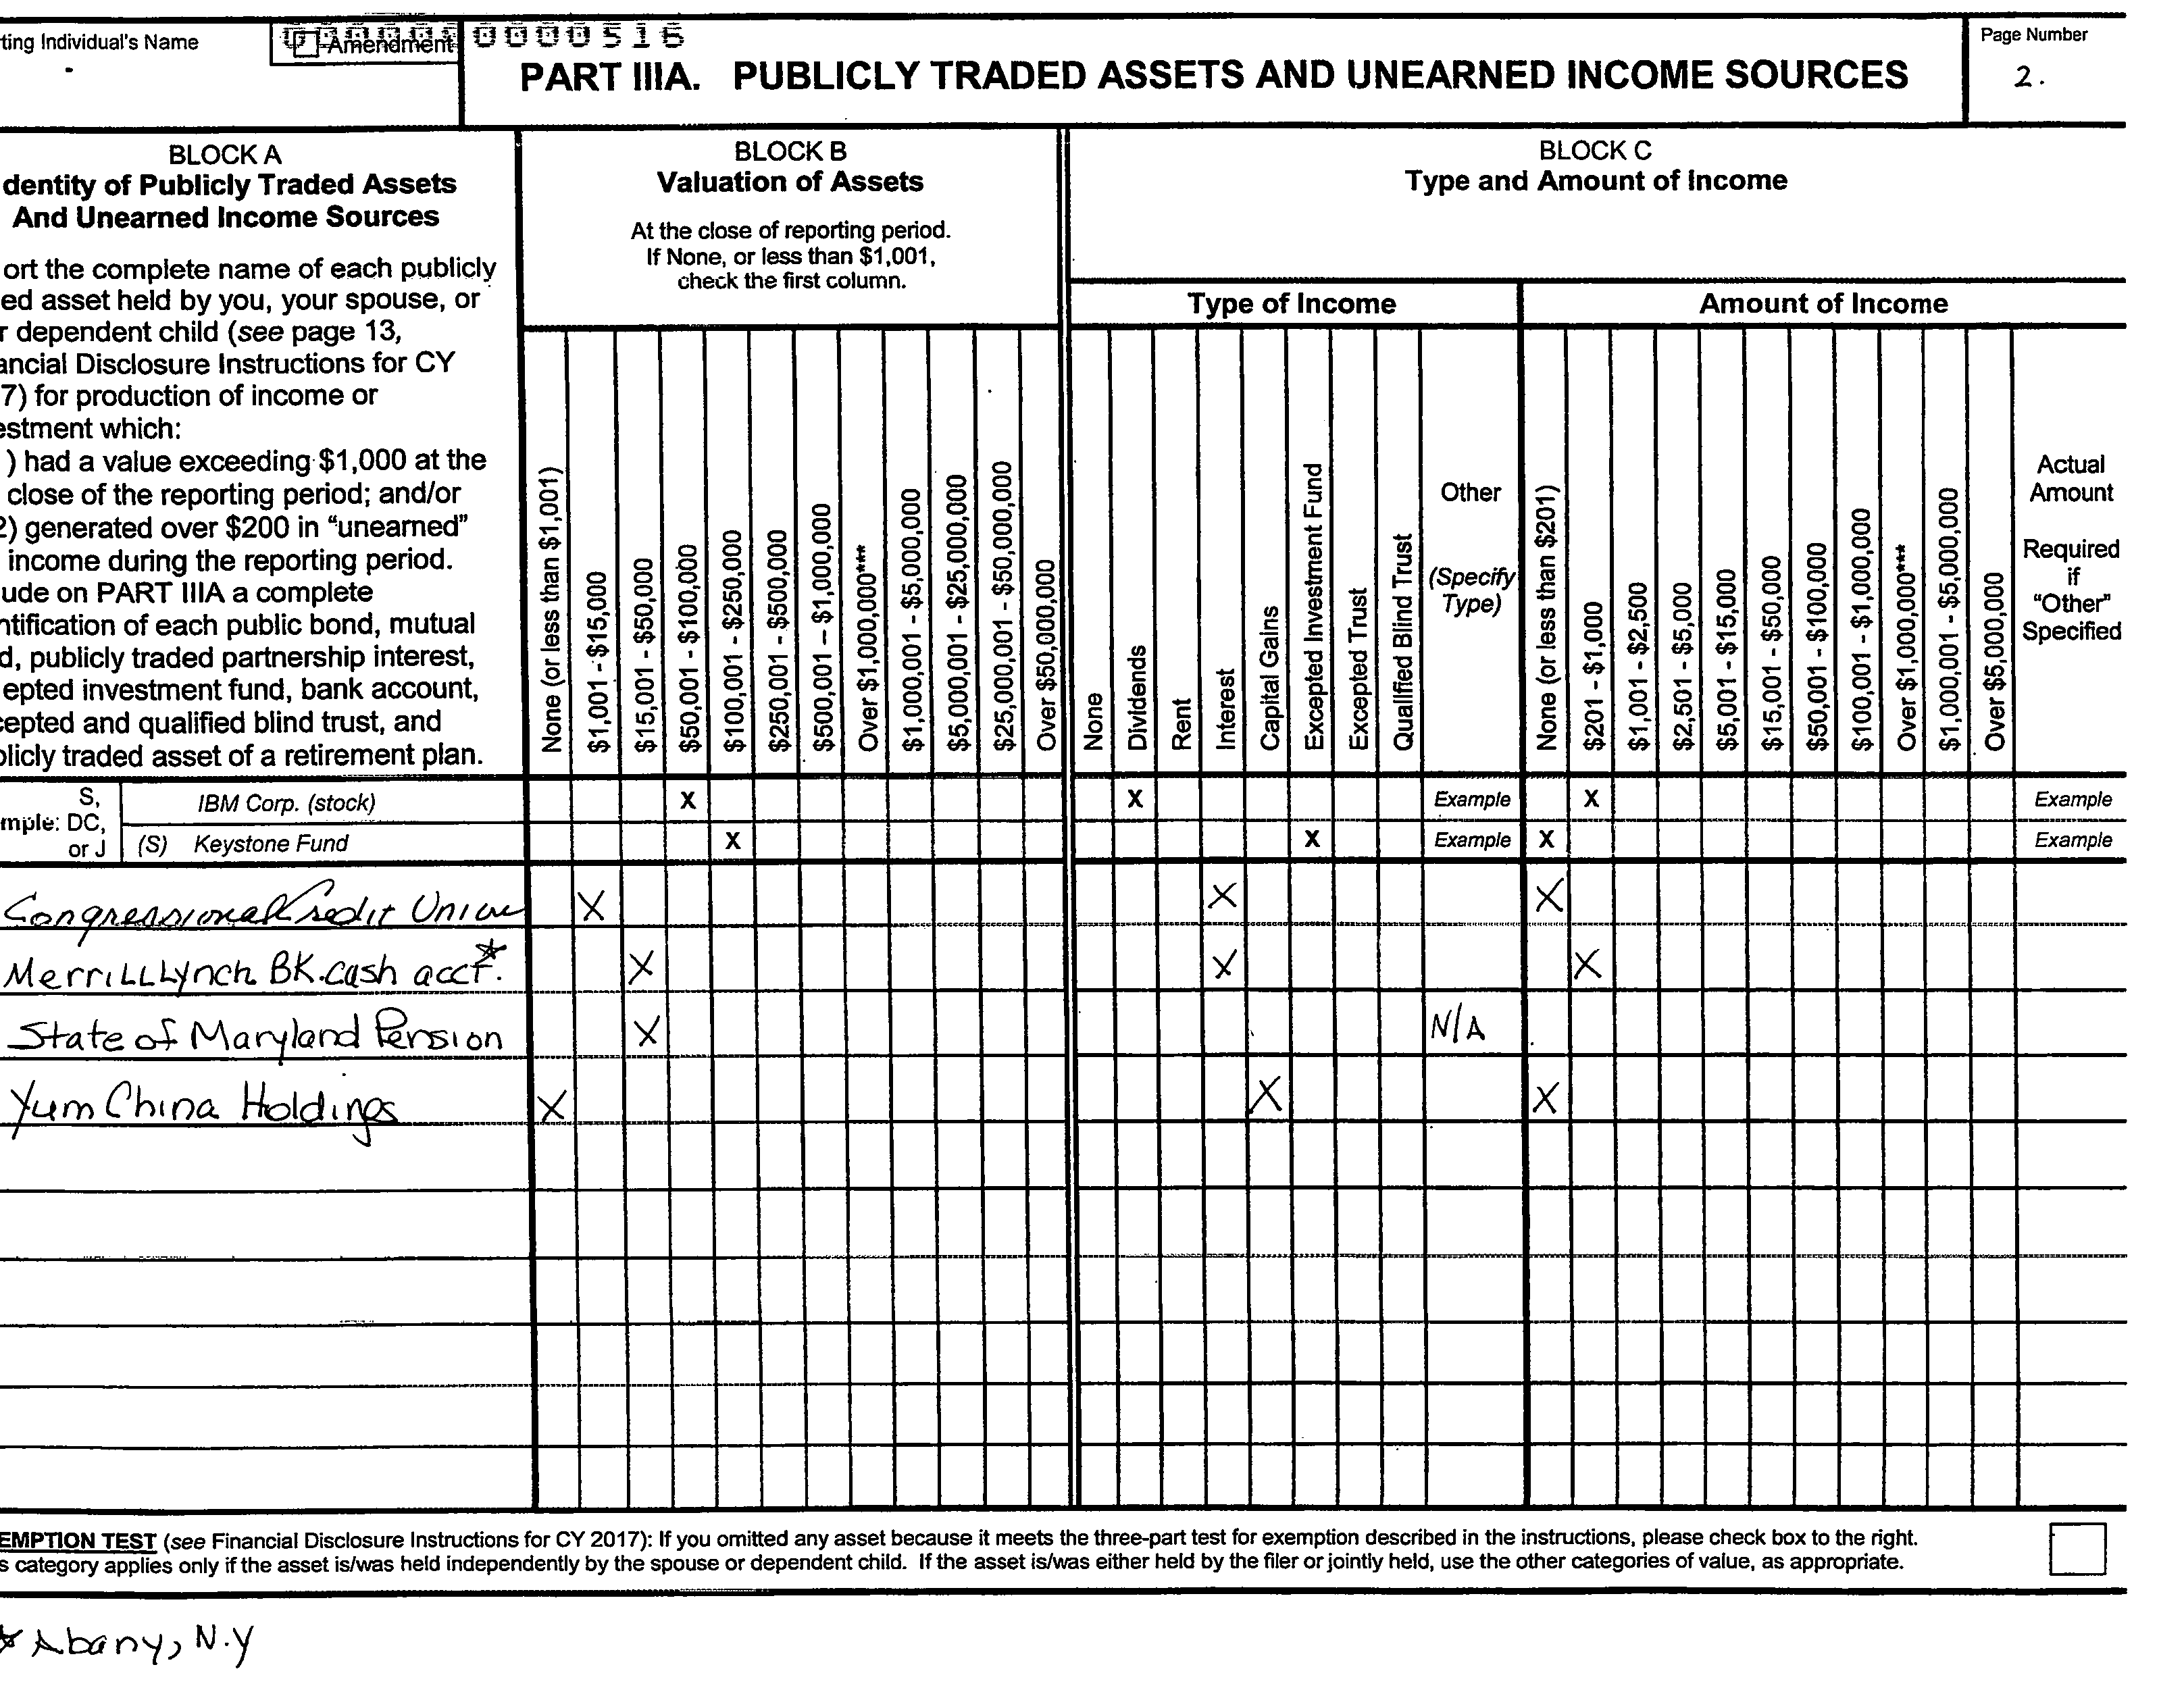 ting Individual's Name
Amendment
0000000000516
PART IIIA. PUBLICLY TRADED ASSETS AND UNEARNED INCOME SOURCES
Page Number
2.
BLOCK A
dentity of Publicly Traded Assets
And Unearned Income Sources
ort the complete name of each publicly
ed asset held by you, your spouse, or
r dependent child (see page 13,
ancial Disclosure Instructions for CY
7) for production of income or
estment which:
) had a value exceeding $1,000 at the
close of the reporting period; and/or
2) generated over $200 in “unearned”
income during the reporting period.
ude on PART IIIA a complete
ntification of each public bond, mutual
d, publicly traded partnership interest,
epted investment fund, bank account,
cepted and qualified blind trust, and
blicly traded asset of a retirement plan.
BLOCK B
Valuation of Assets
At the close of reporting period.
If None, or less than $1,001,
check the first column.
None (or less than $1,001)
$1,001 - $15,000
$15,001 - $50,000
$50,001 - $100,000
$100,001 - $250,000
$250,001 - $500,000
$500,001 – $1,000,000
Over $1,000,000***
$1,000,001 - $5,000,000
$5,000,001 - $25,000,000
$25,000,001 - $50,000,000
Over $50,000,000
BLOCK C
Type and Amount of Income
Type of Income
None
Dividends
Rent
Interest
Capital Gains
Excepted Investment Fund
Excepted Trust
Qualified Blind Trust
Other
(Specify
Type)
Amount of Income
None (or less than $201)
$201 - $1,000
$1,001 - $2,500
$2,501 - $5,000
$5,001 - $15,000
$15,001 - $50,000
$50,001 - $100,000
$100,001 - $1,000,000
Over $1,000,000***
$1,000,001 - $5,000,000
Over $5,000,000
Actual
Amount
Required
if
“Other”
Specified
S,
mple: DC,
or J
IBM Corp. (stock) X X Example X Example
(S) Keystone Fund X X Example X Example
Congressional Credit Union X X X
Merrill Lynch BK. cash acct.* X X X
State of Maryland Pension X N/A
Yum China Holdings X X X
EMPTION TEST (see Financial Disclosure Instructions for CY 2017): If you omitted any asset because it meets the three-part test for exemption described in the instructions, please check box to the right.
s category applies only if the asset is/was held independently by the spouse or dependent child. If the asset is/was either held by the filer or jointly held, use the other categories of value, as appropriate.
* Abany, N.Y